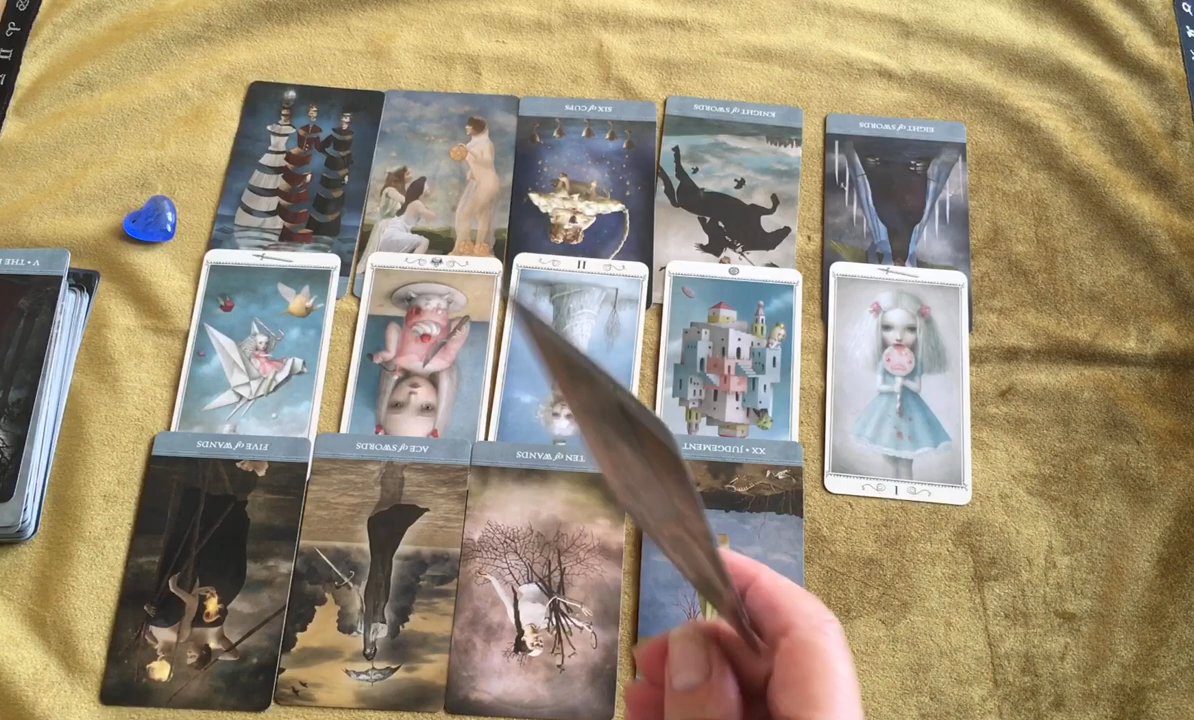 SIX of CUPS
KNIGHT of SWORDS
EIGHT of SWORDS
V • THE
II
I
FIVE of WANDS
ACE of SWORDS
TEN of WANDS
XX • JUDGEMENT